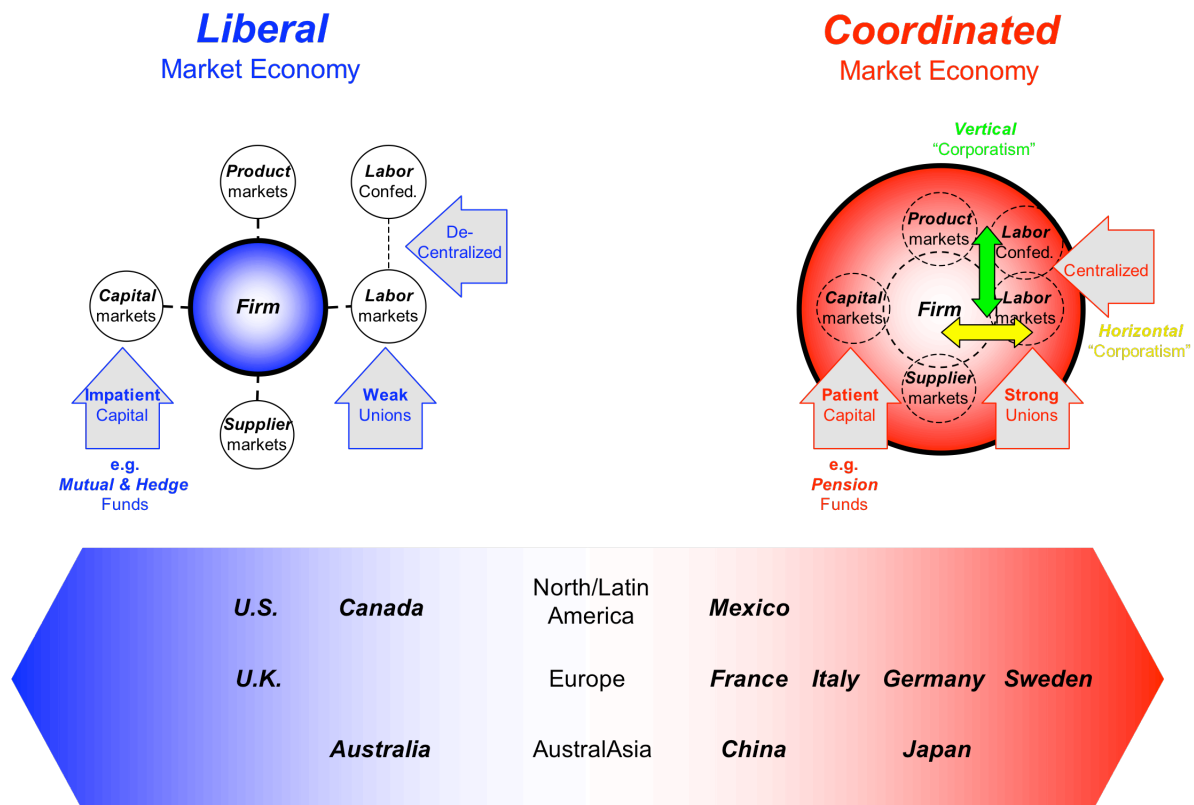 Liberal
Market Economy
Product
markets
Labor
Confed.
De-
Centralized
Capital
markets
Firm
Labor
markets
Impatient
Capital
Weak
Unions
Supplier
markets
e.g.
Mutual & Hedge
Funds
Coordinated
Market Economy
Vertical
“Corporatism”
Product
markets
Labor
Confed.
Centralized
Capital
markets
Firm
Labor
markets
Horizontal
“Corporatism”
Supplier
markets
Patient
Capital
Strong
Unions
e.g.
Pension
Funds
U.S. Canada North/Latin America Mexico
U.K. Europe France Italy Germany Sweden
Australia AustralAsia China Japan